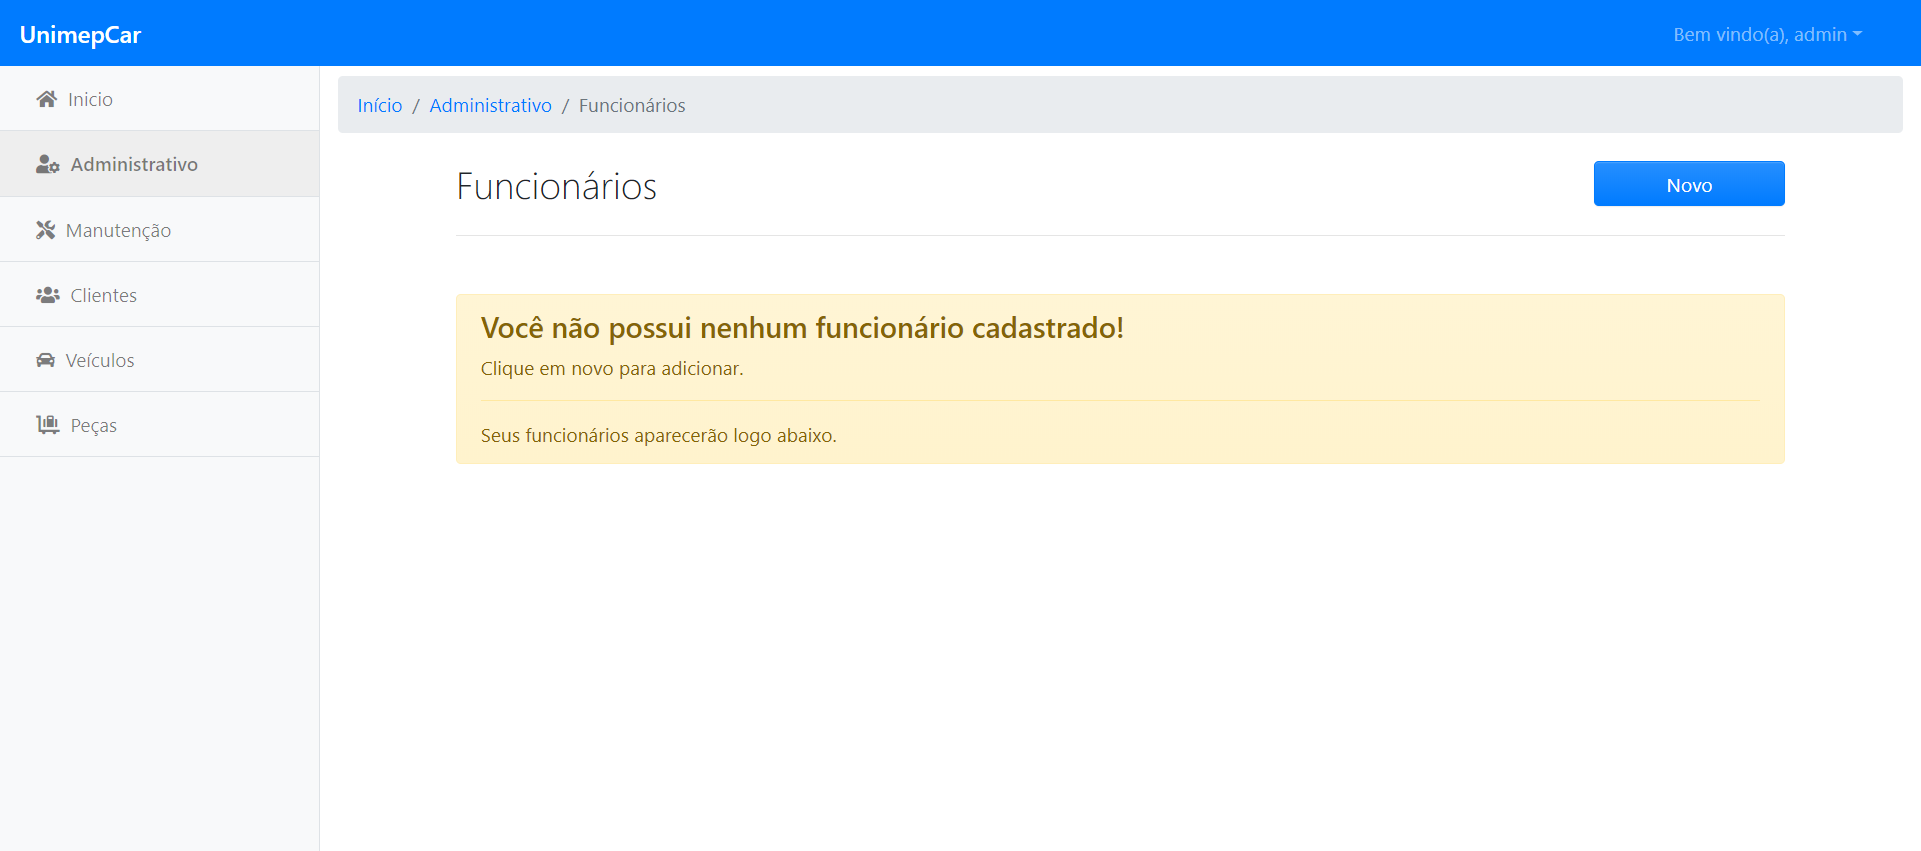 UnimepCar
Bem vindo(a), admin
Inicio
Administrativo
Manutenção
Clientes
Veículos
Peças
Início / Administrativo / Funcionários
Funcionários
Novo
Você não possui nenhum funcionário cadastrado!
Clique em novo para adicionar.
Seus funcionários aparecerão logo abaixo.